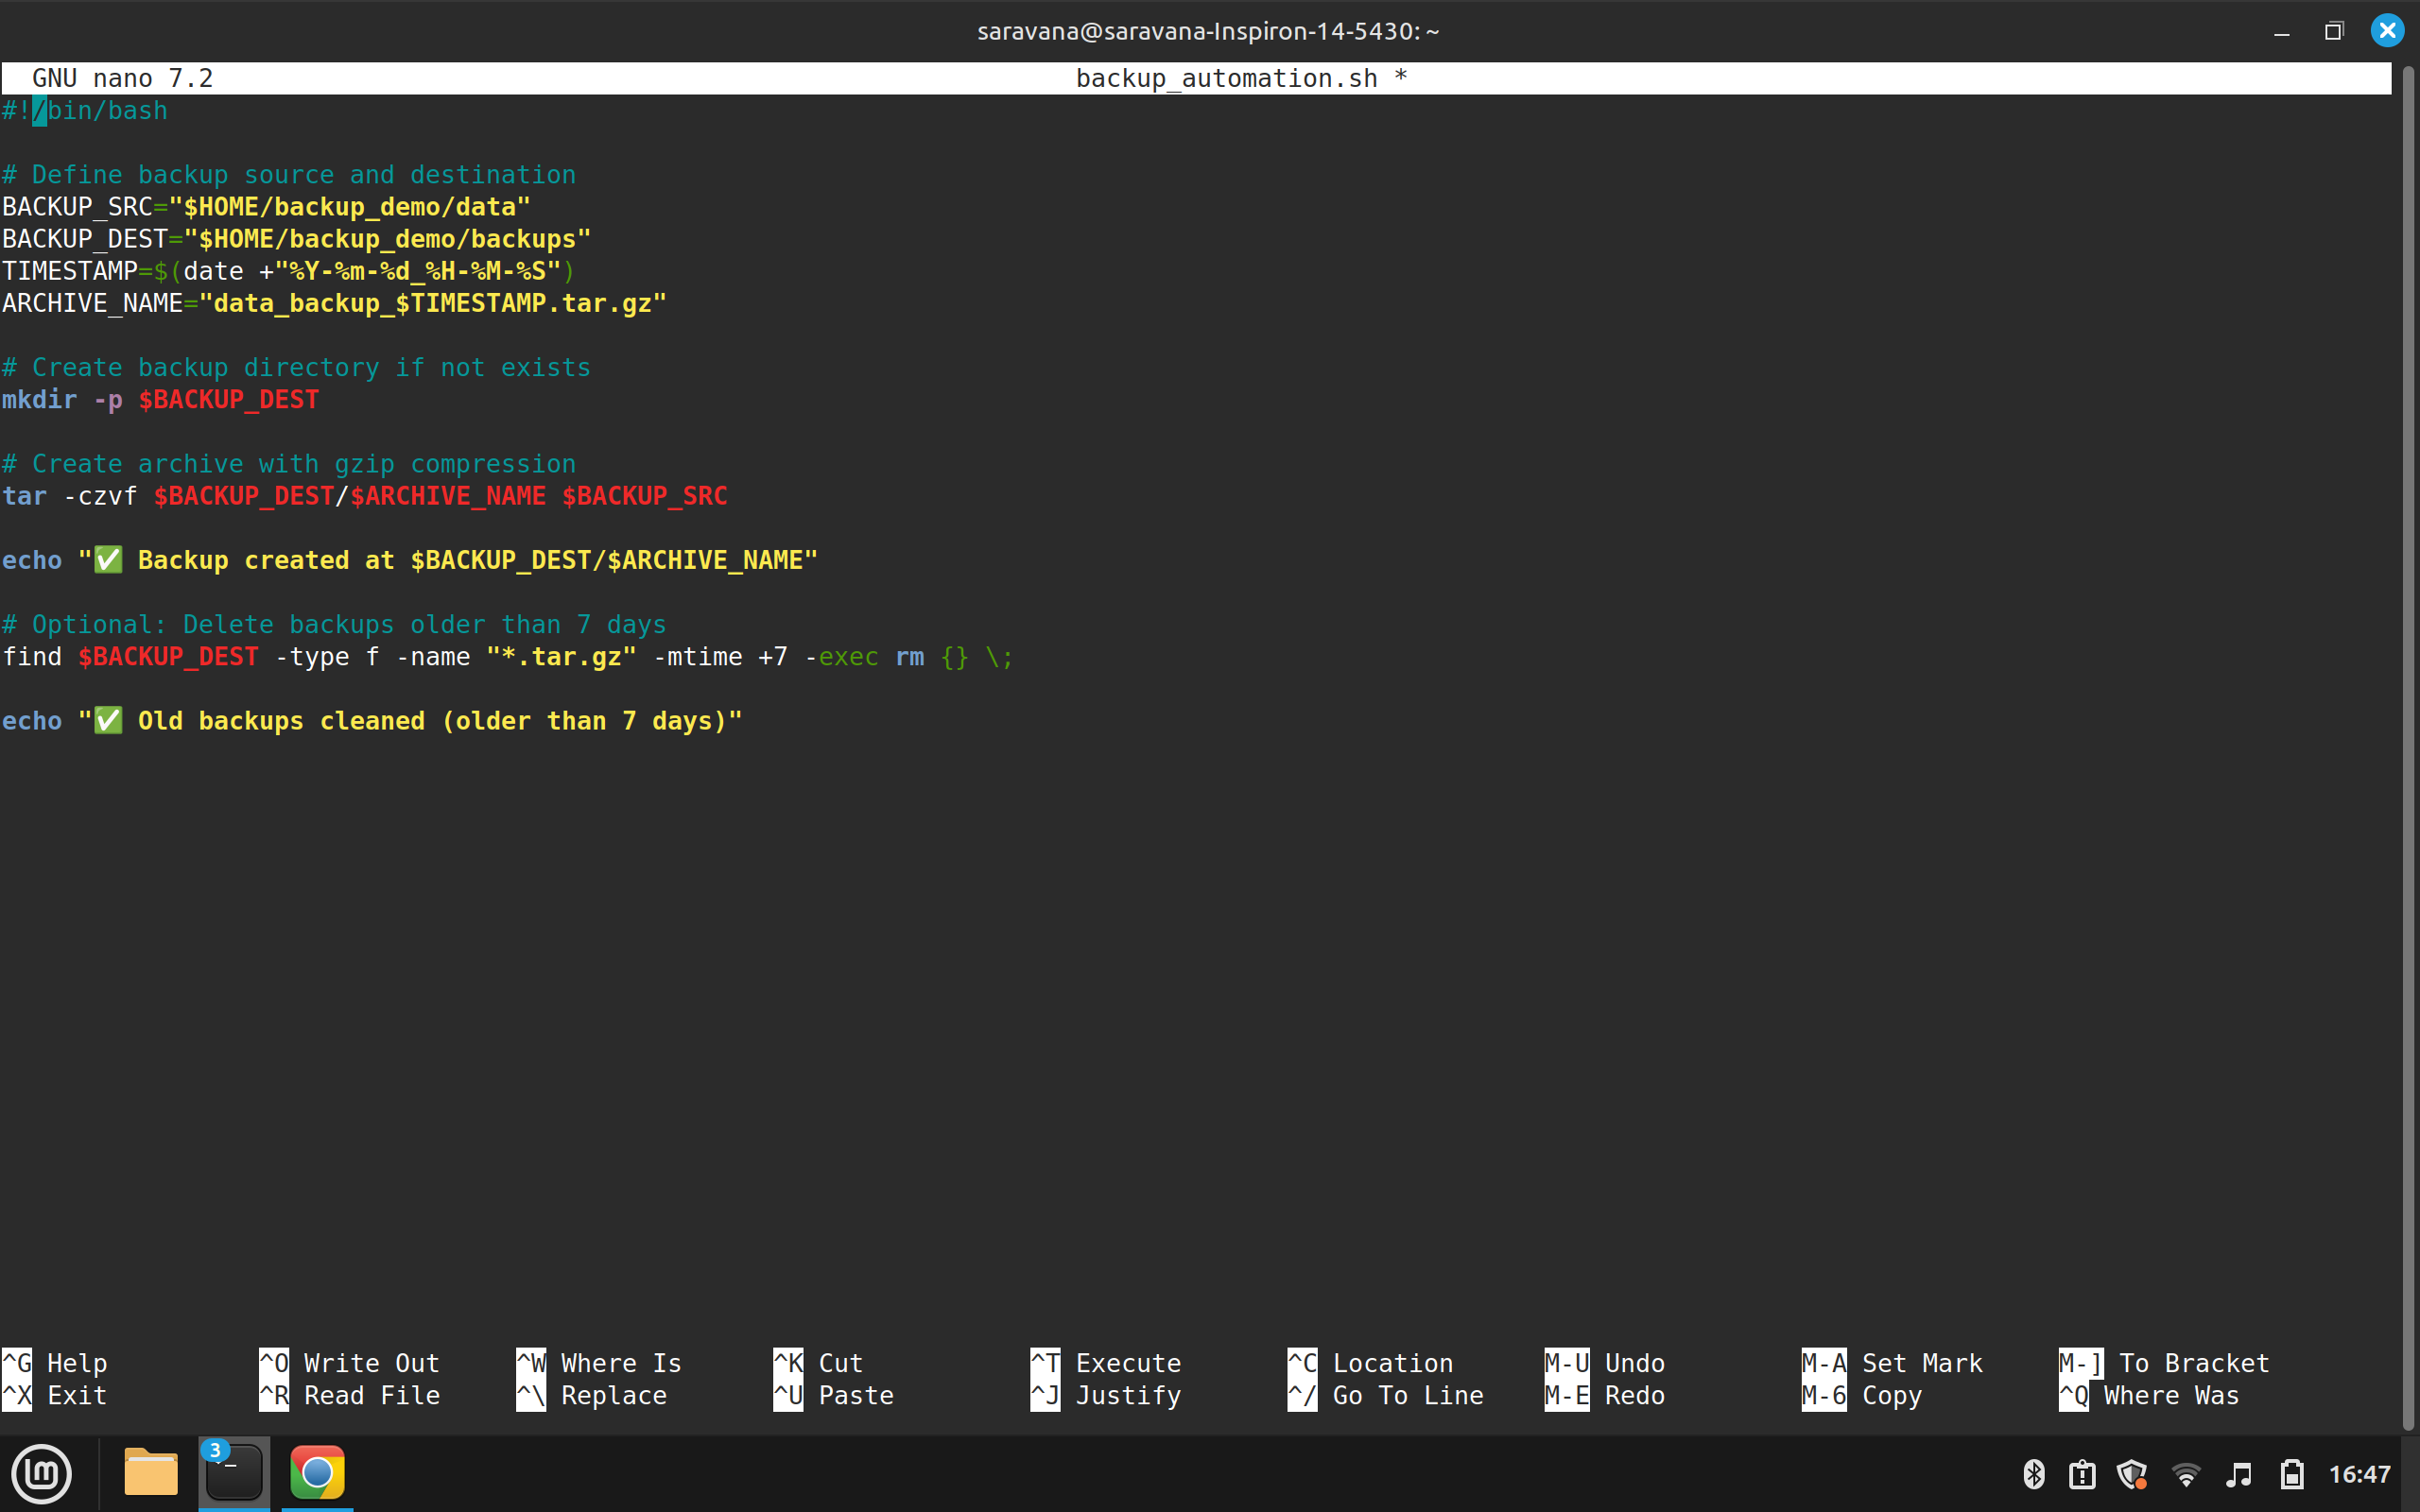 saravana@saravana-Inspiron-14-5430: ~
GNU nano 7.2 backup_automation.sh *
#!/bin/bash
# Define backup source and destination
BACKUP_SRC="$HOME/backup_demo/data"
BACKUP_DEST="$HOME/backup_demo/backups"
TIMESTAMP=$(date +"%Y-%m-%d_%H-%M-%S")
ARCHIVE_NAME="data_backup_$TIMESTAMP.tar.gz"
# Create backup directory if not exists
mkdir -p $BACKUP_DEST
# Create archive with gzip compression
tar -czvf $BACKUP_DEST/$ARCHIVE_NAME $BACKUP_SRC
echo "✅ Backup created at $BACKUP_DEST/$ARCHIVE_NAME"
# Optional: Delete backups older than 7 days
find $BACKUP_DEST -type f -name "*.tar.gz" -mtime +7 -exec rm {} \;
echo "✅ Old backups cleaned (older than 7 days)"
^G Help ^O Write Out ^W Where Is ^K Cut ^T Execute ^C Location M-U Undo M-A Set Mark M-] To Bracket
^X Exit ^R Read File ^\ Replace ^U Paste ^J Justify ^/ Go To Line M-E Redo M-6 Copy ^Q Where Was
3
16:47